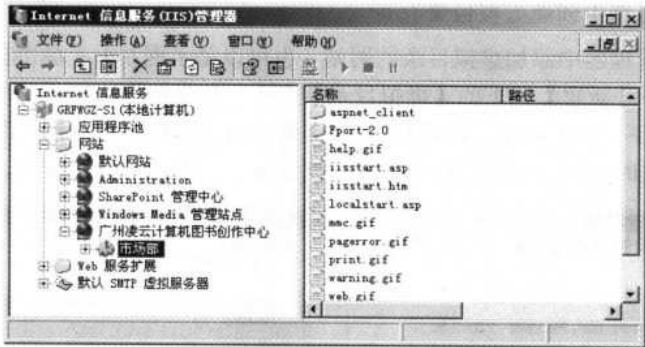 Internet 信息服务(IIS)管理器
文件(F) 操作(A) 查看(V) 窗口(W) 帮助(H)
Internet 信息服务
GRFWGZ-S1(本地计算机)
应用程序池
网站
默认网站
Administration
SharePoint 管理中心
Windows Media 管理站点
广州凌云计算机图书创作中心
市场部
Web 服务扩展
默认 SMTP 虚拟服务器
名称 路径
aspnet_client
Fport-2.0
help.gif
iisstart.asp
iisstart.htm
localstart.asp
mmc.gif
pagerror.gif
print.gif
warning.gif
web.gif